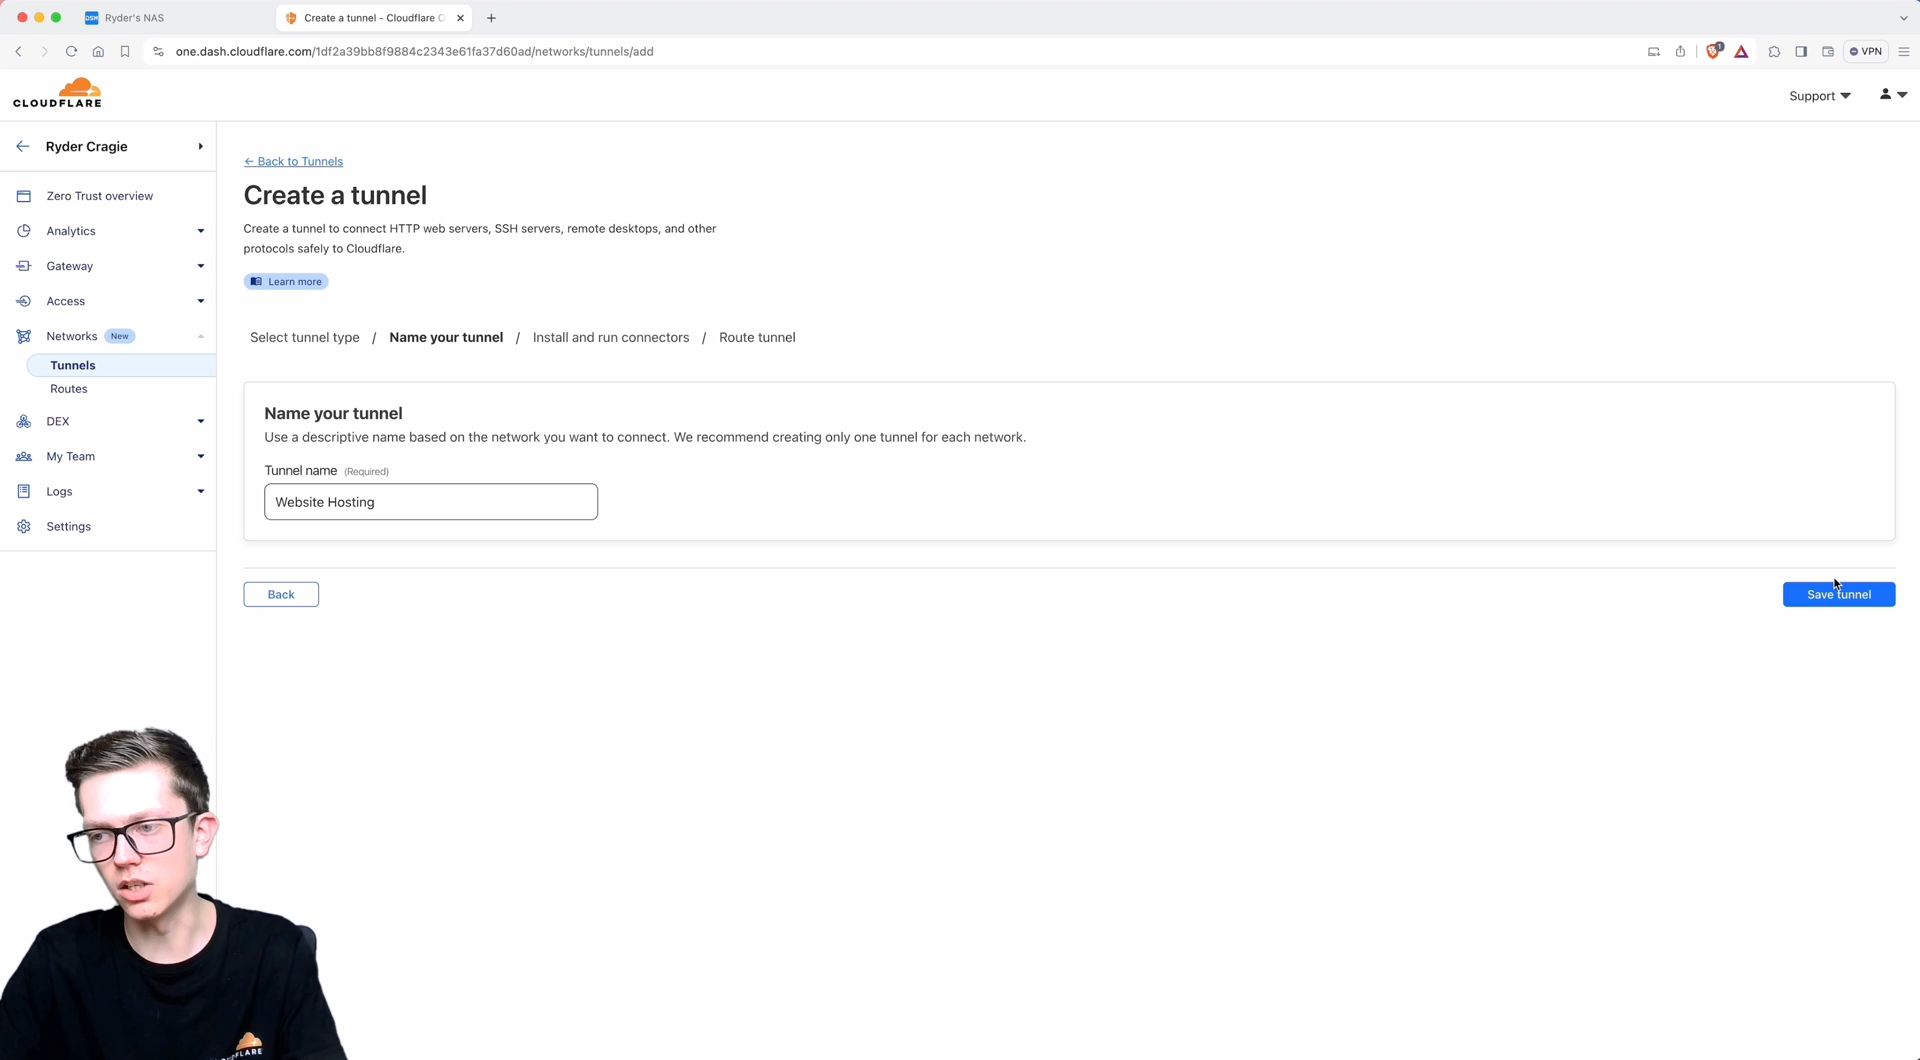 Ryder's NAS
Create a tunnel - Cloudflare
one.dash.cloudflare.com/1df2a39bb8f9884c2343e61fa37d60ad/networks/tunnels/add
1
VPN
CLOUDFLARE
Support
Ryder Cragie
← Back to Tunnels
Create a tunnel
Create a tunnel to connect HTTP web servers, SSH servers, remote desktops, and other
protocols safely to Cloudflare.
Learn more
Zero Trust overview
Analytics
Gateway
Access
Networks New
Tunnels
Routes
DEX
My Team
Logs
Settings
Select tunnel type / Name your tunnel / Install and run connectors / Route tunnel
Name your tunnel
Use a descriptive name based on the network you want to connect. We recommend creating only one tunnel for each network.
Tunnel name (Required)
Website Hosting
Back
Save tunnel